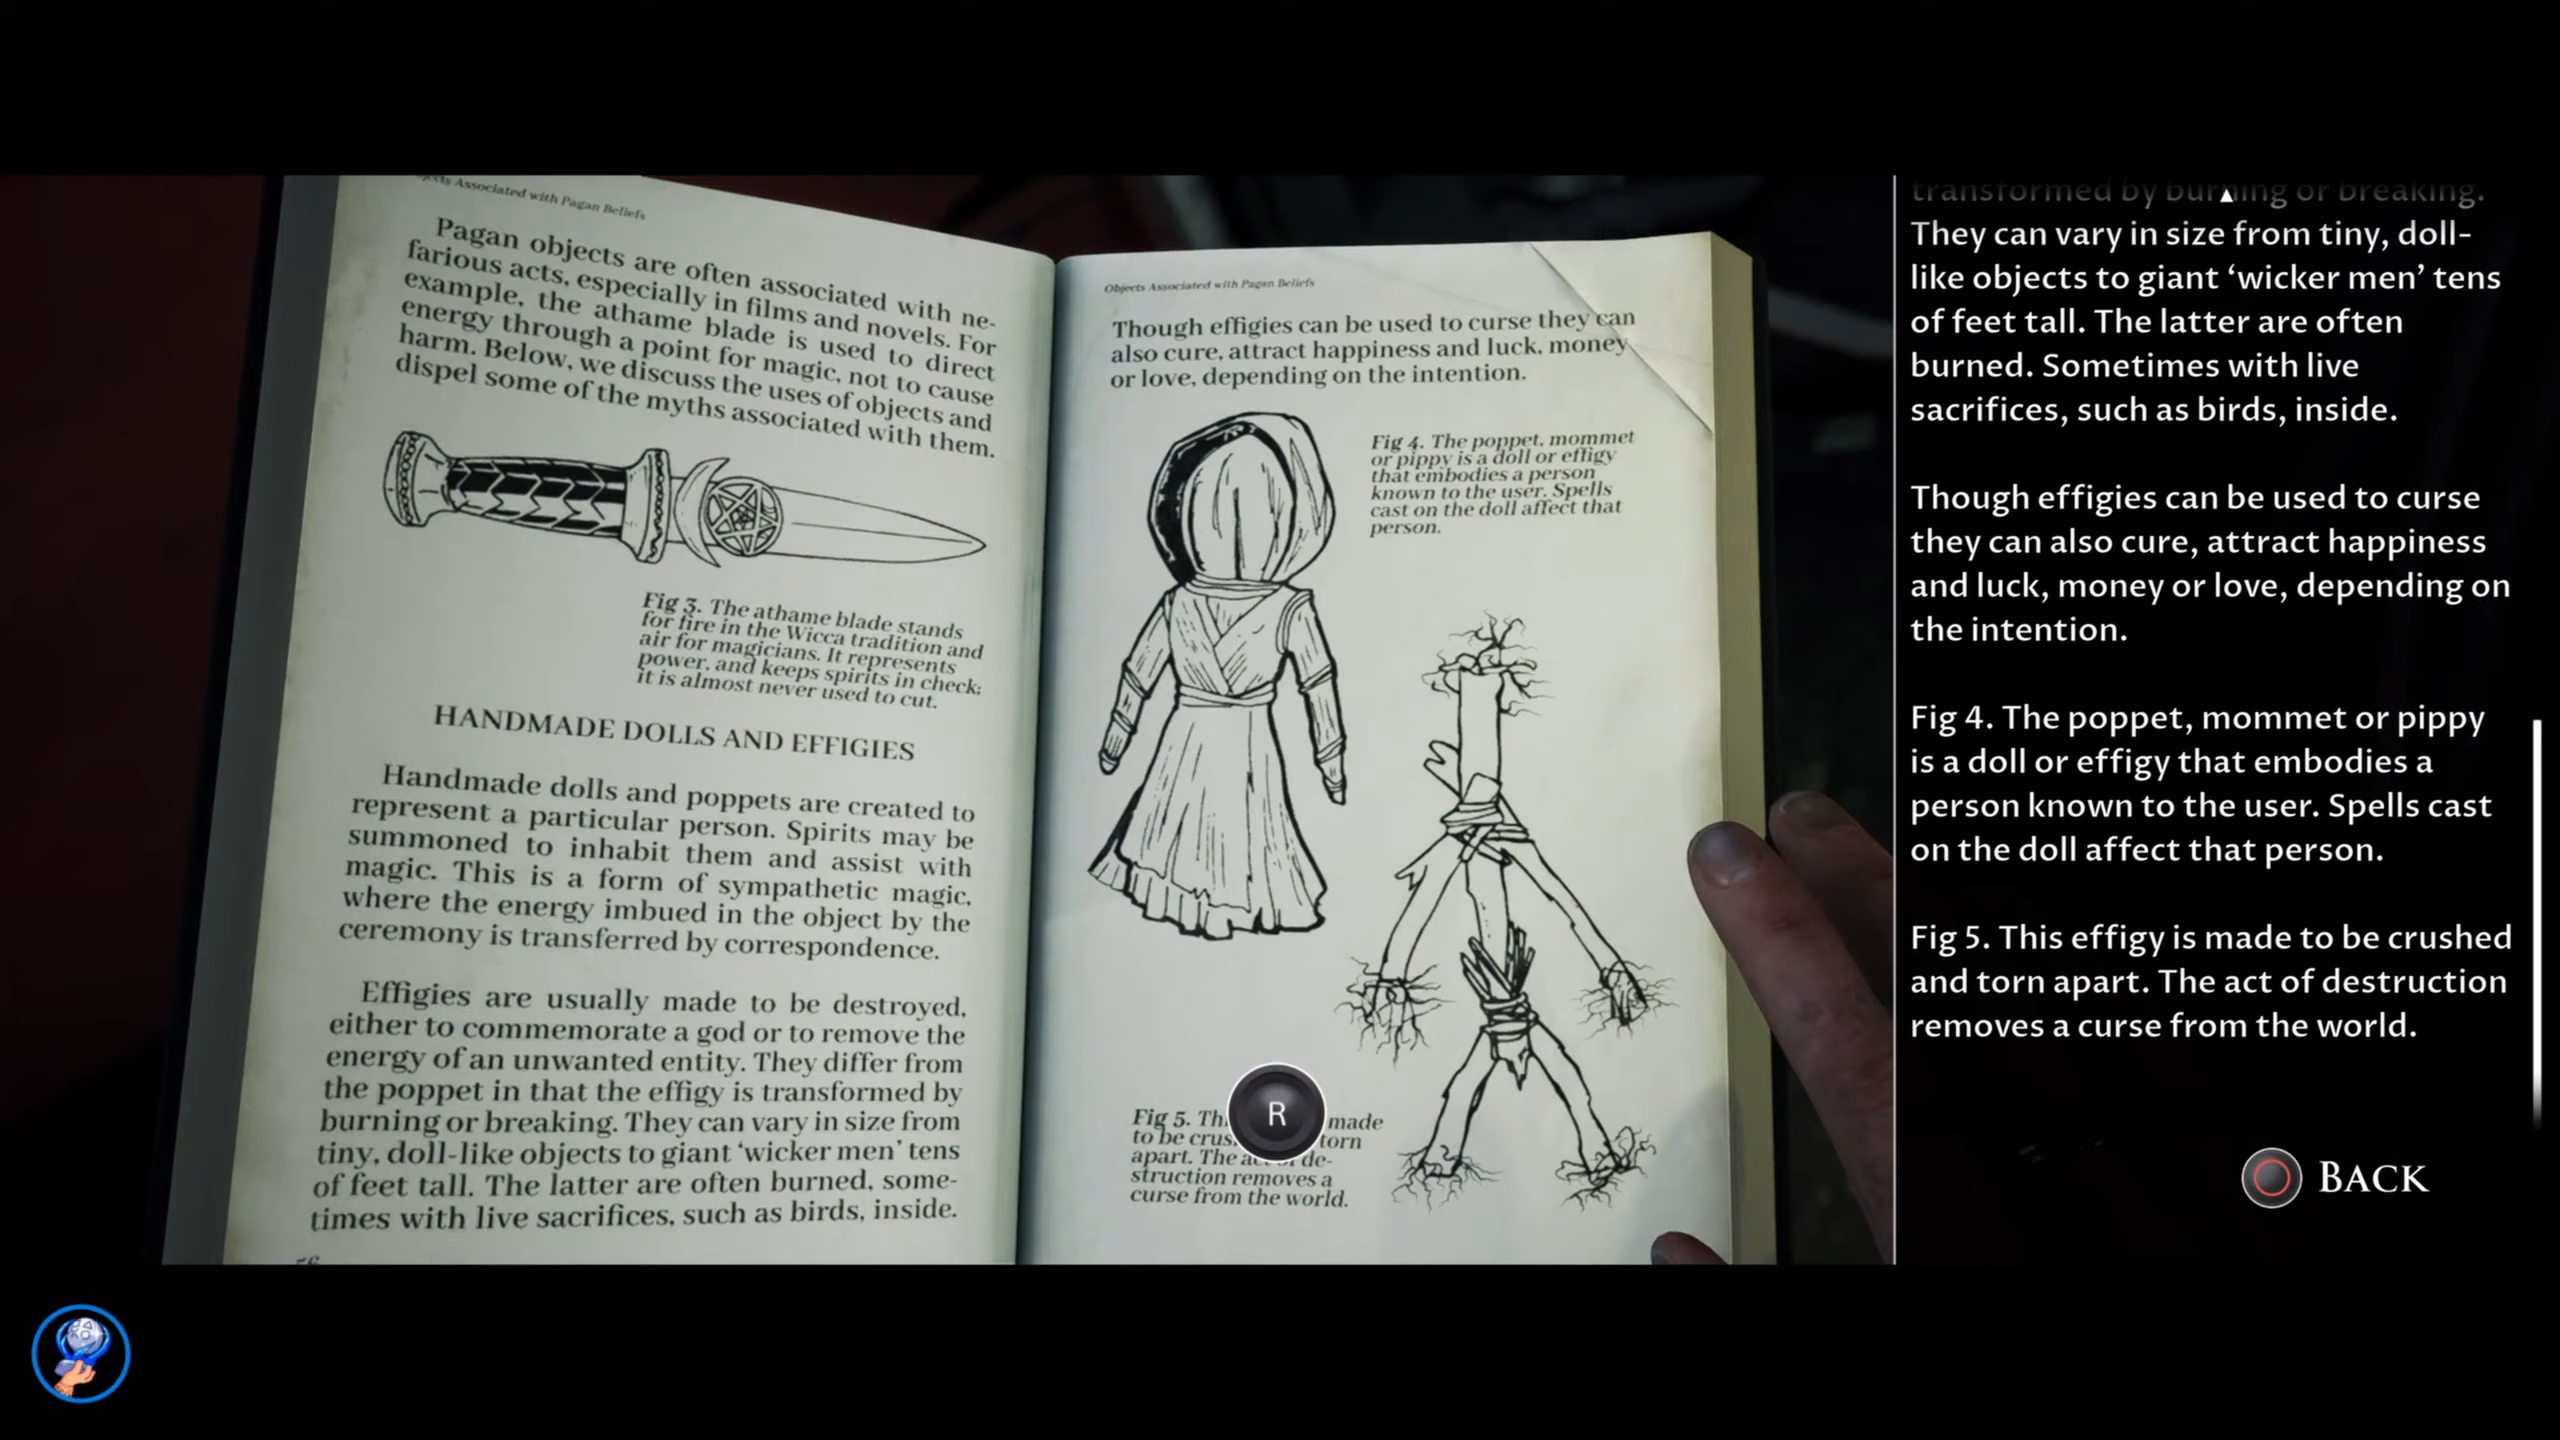 Objects Associated with Pagan Beliefs
Pagan objects are often associated with ne-
farious acts, especially in films and novels. For
example, the athame blade is used to direct
energy through a point for magic, not to cause
harm. Below, we discuss the uses of objects and
dispel some of the myths associated with them.
Fig 3. The athame blade stands
for fire in the Wicca tradition and
air for magicians. It represents
power, and keeps spirits in check;
it is almost never used to cut.
HANDMADE DOLLS AND EFFIGIES
Handmade dolls and poppets are created to
represent a particular person. Spirits may be
summoned to inhabit them and assist with
magic. This is a form of sympathetic magic,
where the energy imbued in the object by the
ceremony is transferred by correspondence.
Effigies are usually made to be destroyed,
either to commemorate a god or to remove the
energy of an unwanted entity. They differ from
the poppet in that the effigy is transformed by
burning or breaking. They can vary in size from
tiny, doll-like objects to giant ‘wicker men’ tens
of feet tall. The latter are often burned, some-
times with live sacrifices, such as birds, inside.
Objects Associated with Pagan Beliefs
Though effigies can be used to curse they can
also cure, attract happiness and luck, money
or love, depending on the intention.
Fig 4. The poppet, mommet
or pippy is a doll or effigy
that embodies a person
known to the user. Spells
cast on the doll affect that
person.
Fig 5. made
to be torn
apart. The de-
struction removes a
curse from the world.
R
transformed by burning or breaking.
They can vary in size from tiny, doll-
like objects to giant ‘wicker men’ tens
of feet tall. The latter are often
burned. Sometimes with live
sacrifices, such as birds, inside.
Though effigies can be used to curse
they can also cure, attract happiness
and luck, money or love, depending on
the intention.
Fig 4. The poppet, mommet or pippy
is a doll or effigy that embodies a
person known to the user. Spells cast
on the doll affect that person.
Fig 5. This effigy is made to be crushed
and torn apart. The act of destruction
removes a curse from the world.
BACK